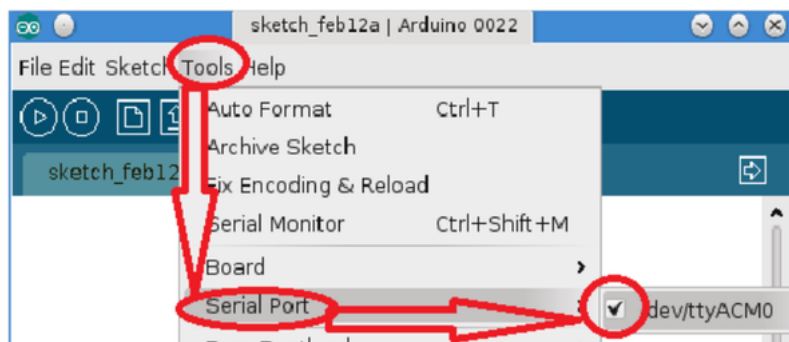 sketch_feb12a | Arduino 0022
File Edit Sketch Tools Help
Auto Format Ctrl+T
Archive Sketch
sketch_feb12
Fix Encoding & Reload
Serial Monitor Ctrl+Shift+M
Board
Serial Port
dev/ttyACM0